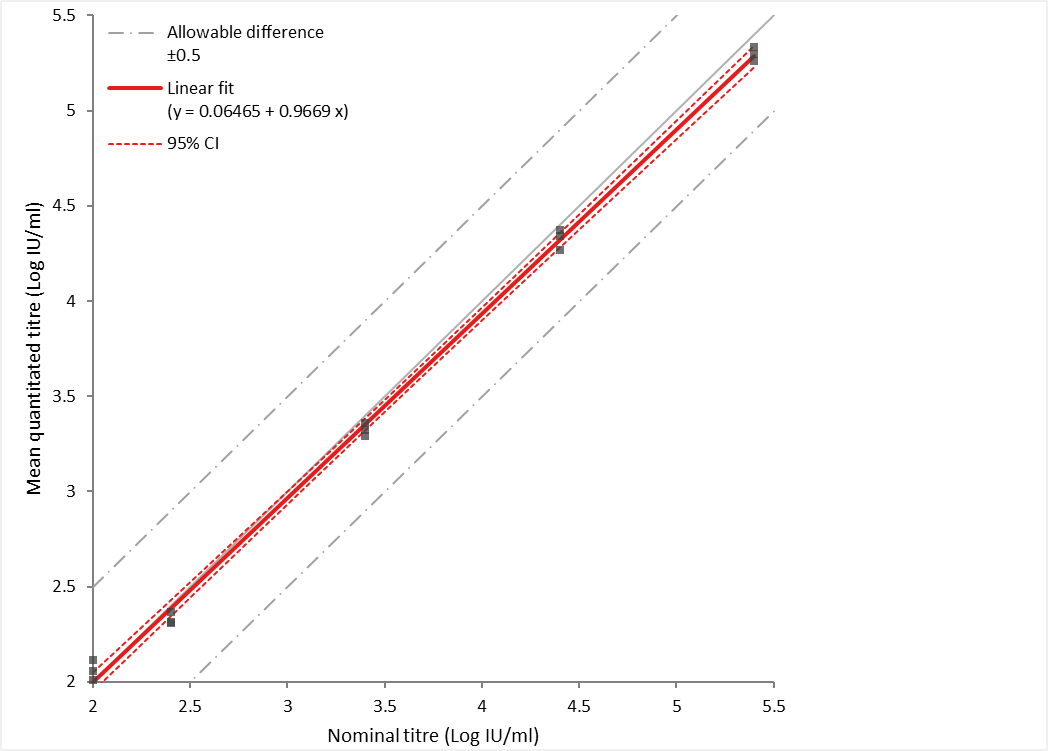 5.5
5
4.5
4
3.5
3
2.5
2
Mean quantitated titre (Log IU/ml)
Allowable difference
±0.5
Linear fit
(y = 0.06465 + 0.9669 x)
95% CI
2 2.5 3 3.5 4 4.5 5 5.5
Nominal titre (Log IU/ml)